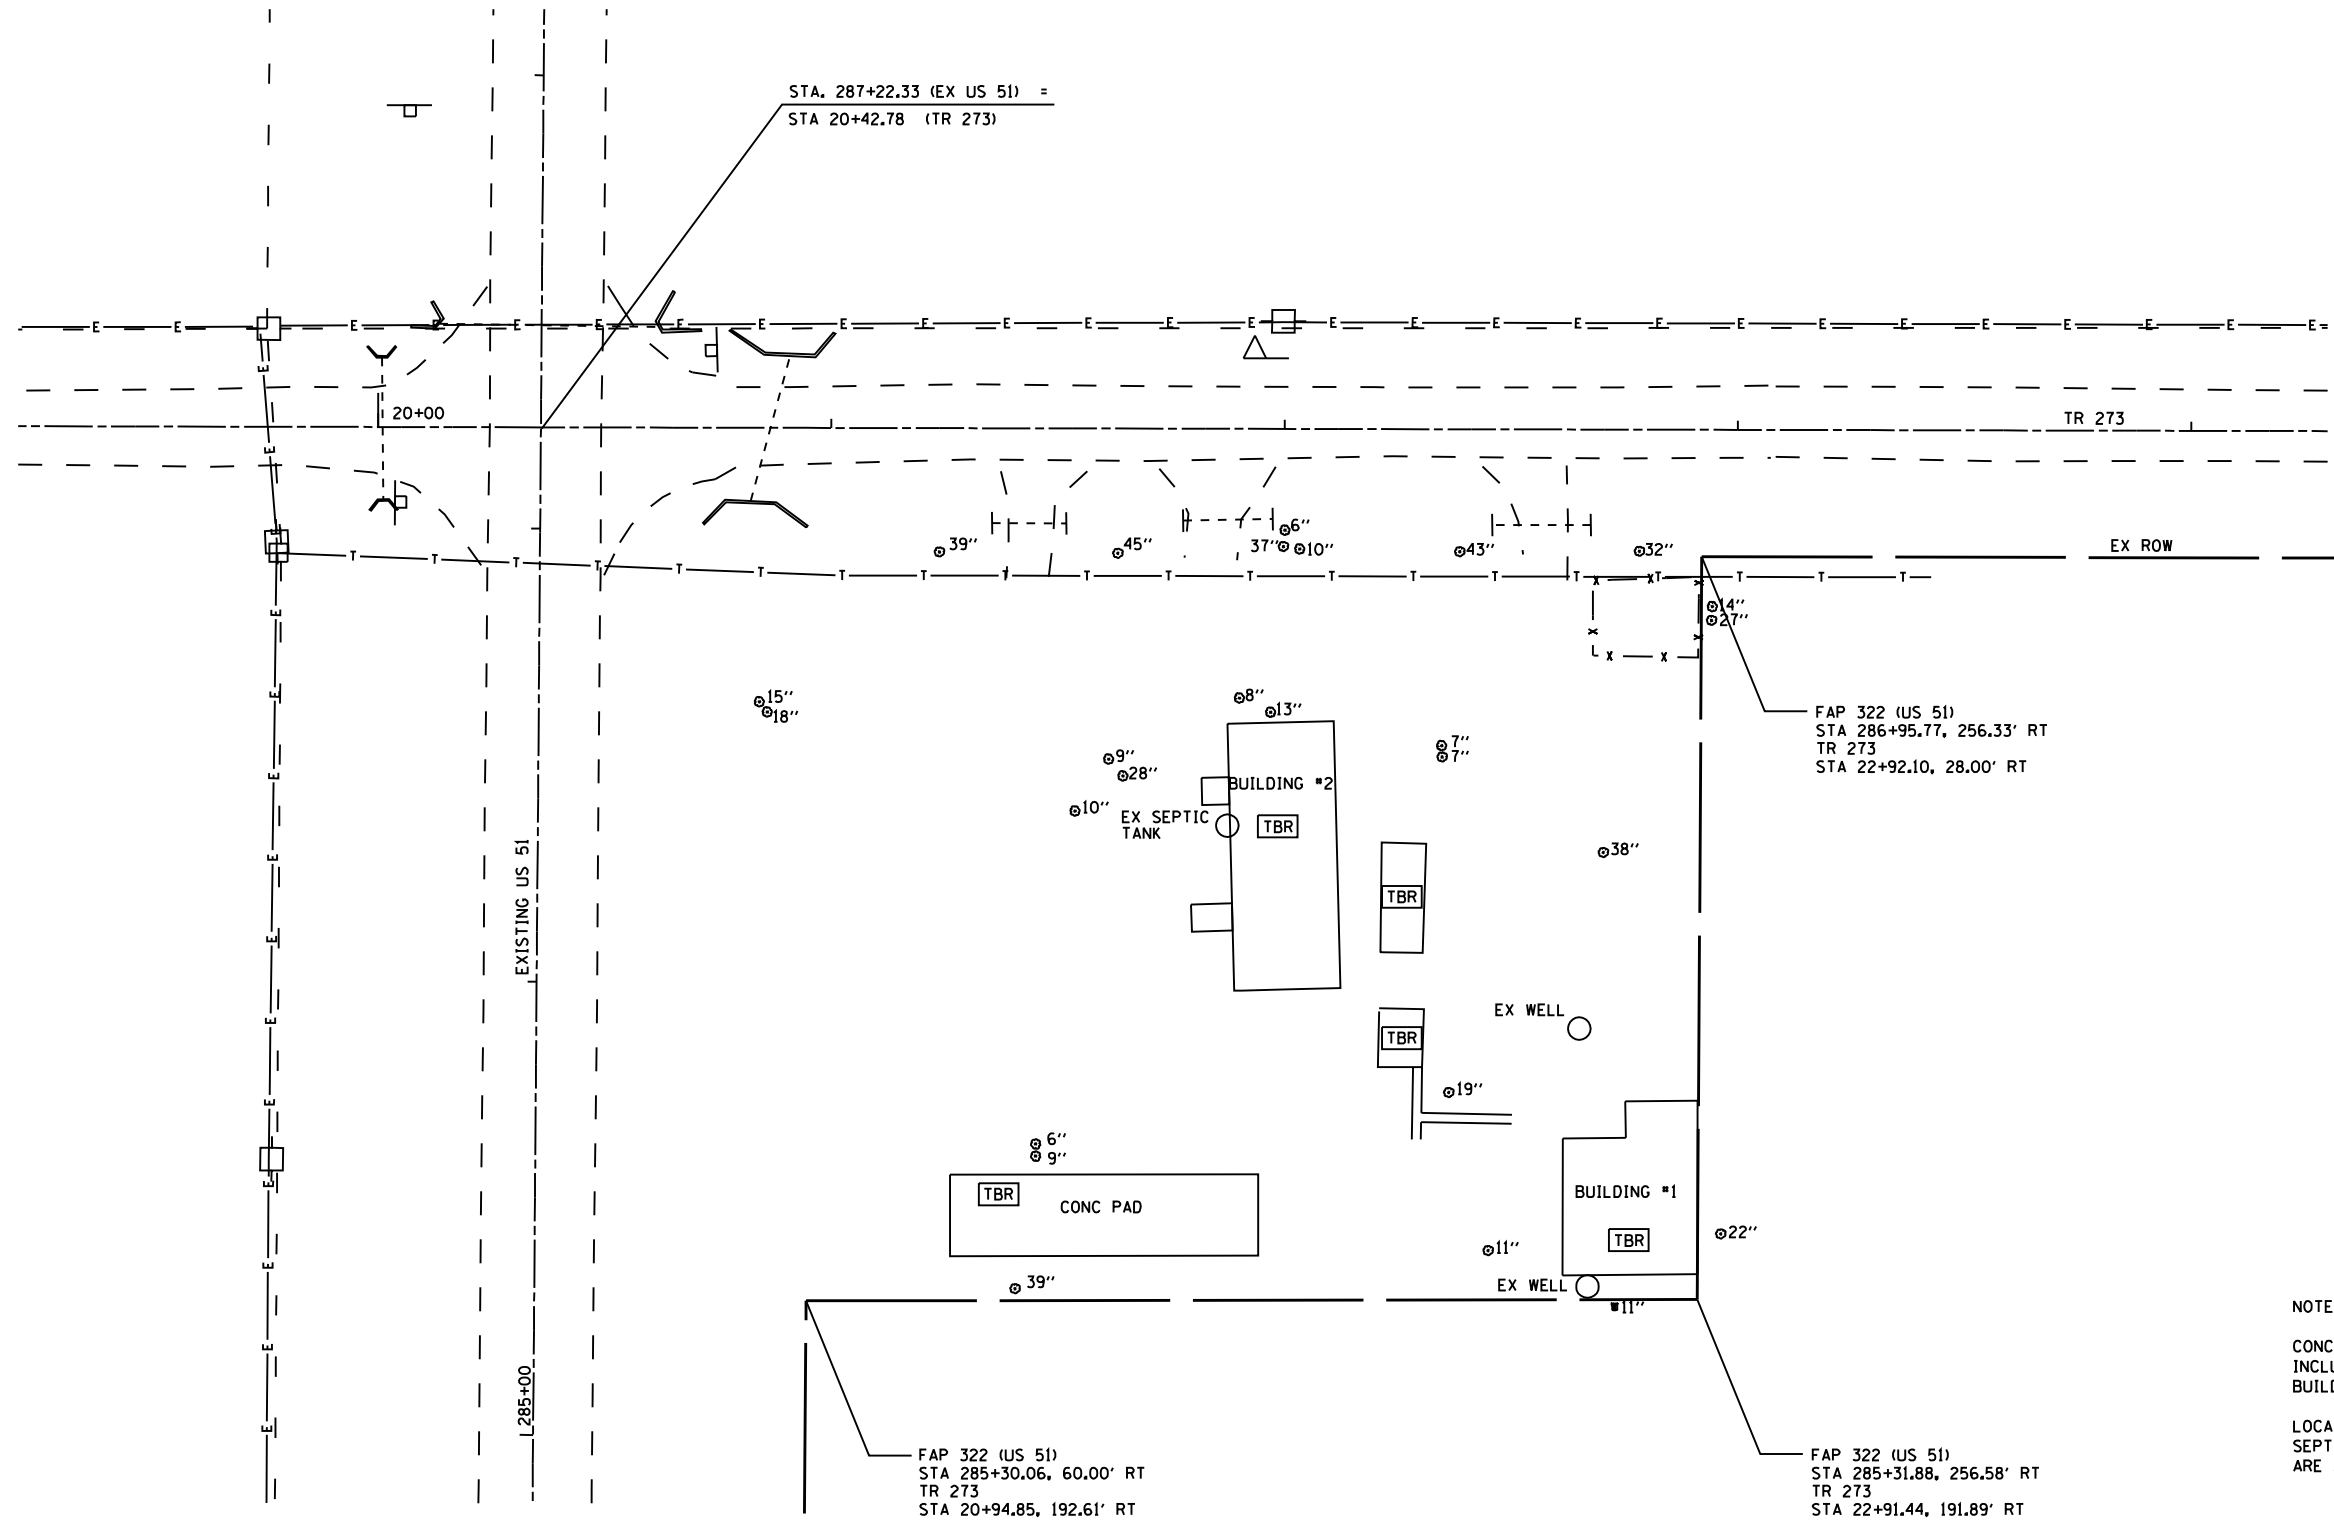 STA. 287+22.33 (EX US 51) =
STA 20+42.78 (TR 273)
E E E E E E E E E E E E E E E E E E E E E E E E E E E E
E
20+00
TR 273
E
E
T T T T T T T T T T T T T T T T T T T T
39''
45''
6''
37''
10''
43''
32''
EX ROW
E
X X X
14''
27''
X X
X X
E
15''
18''
8''
13''
FAP 322 (US 51)
STA 286+95.77, 256.33' RT
TR 273
STA 22+92.10, 28.00' RT
9''
28''
10''
7''
7''
E
BUILDING #2
EX SEPTIC
TANK
TBR
38''
E
EXISTING US 51
TBR
E
EX WELL
E
TBR
19''
E
6''
9''
E
TBR
CONC PAD
BUILDING #1
TBR
22''
11''
E
39''
EX WELL
11''
E
L285+00
E
FAP 322 (US 51)
STA 285+30.06, 60.00' RT
TR 273
STA 20+94.85, 192.61' RT
FAP 322 (US 51)
STA 285+31.88, 256.58' RT
TR 273
STA 22+91.44, 191.89' RT
NOTE
CONC
INCLU
BUILD
LOCA
SEPT
ARE